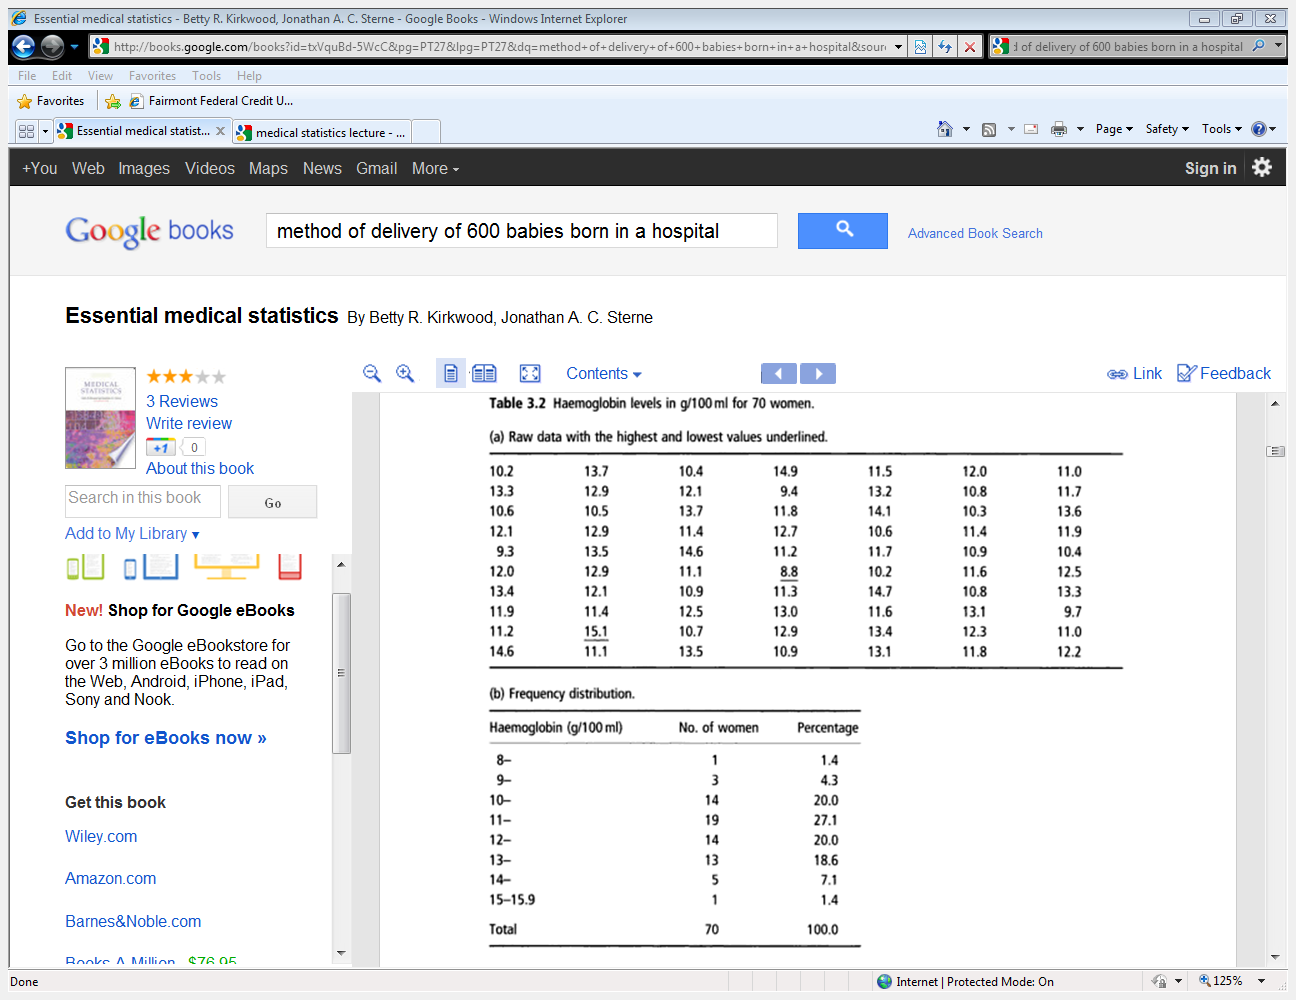 Essential medical statistics - Betty R. Kirkwood, Jonathan A. C. Sterne - Google Books - Windows Internet Explorer
http://books.google.com/books?id=txVquBd-5WcC&pg=PT27&lpg=PT27&dq=method+of+delivery+of+600+babies+born+in+a+hospital&sour
d of delivery of 600 babies born in a hospital
File Edit View Favorites Tools Help
Favorites Fairmont Federal Credit U...
Essential medical statist... medical statistics lecture - ... Page Safety Tools
+You Web Images Videos Maps News Gmail More Sign in
Google books method of delivery of 600 babies born in a hospital Advanced Book Search
Essential medical statistics By Betty R. Kirkwood, Jonathan A. C. Sterne
MEDICAL
STATISTICS
3 Reviews
Write review
+1 0
About this book
Search in this book Go
Add to My Library
New! Shop for Google eBooks
Go to the Google eBookstore for
over 3 million eBooks to read on
the Web, Android, iPhone, iPad,
Sony and Nook.
Shop for eBooks now »
Get this book
Wiley.com
Amazon.com
Barnes&Noble.com
Books-A-Million - $76.95
Contents Link Feedback
Table 3.2 Haemoglobin levels in g/100 ml for 70 women.
(a) Raw data with the highest and lowest values underlined.
10.2 13.7 10.4 14.9 11.5 12.0 11.0
13.3 12.9 12.1 9.4 13.2 10.8 11.7
10.6 10.5 13.7 11.8 14.1 10.3 13.6
12.1 12.9 11.4 12.7 10.6 11.4 11.9
9.3 13.5 14.6 11.2 11.7 10.9 10.4
12.0 12.9 11.1 8.8 10.2 11.6 12.5
13.4 12.1 10.9 11.3 14.7 10.8 13.3
11.9 11.4 12.5 13.0 11.6 13.1 9.7
11.2 15.1 10.7 12.9 13.4 12.3 11.0
14.6 11.1 13.5 10.9 13.1 11.8 12.2
(b) Frequency distribution.
Haemoglobin (g/100 ml) No. of women Percentage
8– 1 1.4
9– 3 4.3
10– 14 20.0
11– 19 27.1
12– 14 20.0
13– 13 18.6
14– 5 7.1
15–15.9 1 1.4
Total 70 100.0
Done Internet | Protected Mode: On 125%